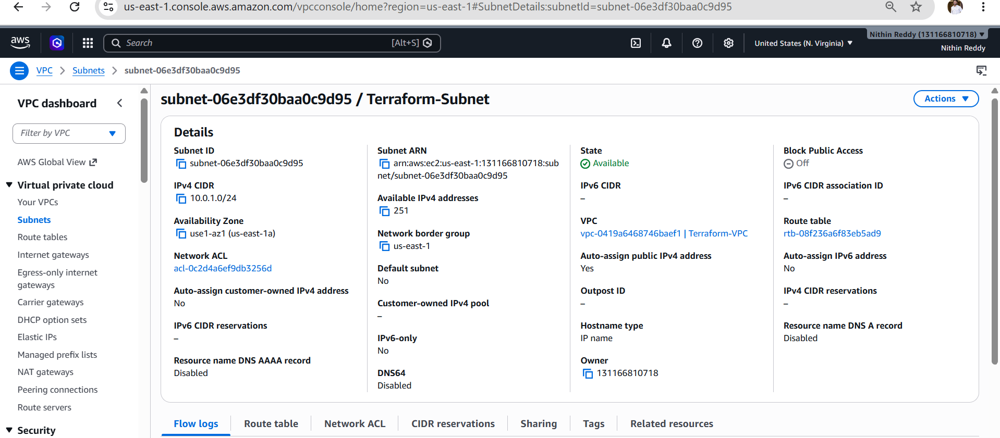 us-east-1.console.aws.amazon.com/vpcconsole/home?region=us-east-1#SubnetDetails:subnetId=subnet-06e3df30baa0c9d95
aws
Search
[Alt+S]
United States (N. Virginia)
Nithin Reddy (131166810718)
Nithin Reddy
VPC
Subnets
subnet-06e3df30baa0c9d95
VPC dashboard
Filter by VPC
AWS Global View
Virtual private cloud
Your VPCs
Subnets
Route tables
Internet gateways
Egress-only internet
gateways
Carrier gateways
DHCP option sets
Elastic IPs
Managed prefix lists
NAT gateways
Peering connections
Route servers
Security
subnet-06e3df30baa0c9d95 / Terraform-Subnet
Actions
Details
Subnet ID
subnet-06e3df30baa0c9d95
IPv4 CIDR
10.0.1.0/24
Availability Zone
use1-az1 (us-east-1a)
Network ACL
acl-0c2d4a6ef9db3256d
Auto-assign customer-owned IPv4 address
No
IPv6 CIDR reservations
–
Resource name DNS AAAA record
Disabled
Subnet ARN
arn:aws:ec2:us-east-1:131166810718:sub
net/subnet-06e3df30baa0c9d95
Available IPv4 addresses
251
Network border group
us-east-1
Default subnet
No
Customer-owned IPv4 pool
–
IPv6-only
No
DNS64
Disabled
State
Available
IPv6 CIDR
–
VPC
vpc-0419a6468746baef1 | Terraform-VPC
Auto-assign public IPv4 address
Yes
Outpost ID
–
Hostname type
IP name
Owner
131166810718
Block Public Access
Off
IPv6 CIDR association ID
–
Route table
rtb-08f236a6f83eb5ad9
Auto-assign IPv6 address
No
IPv4 CIDR reservations
–
Resource name DNS A record
Disabled
Flow logs
Route table
Network ACL
CIDR reservations
Sharing
Tags
Related resources